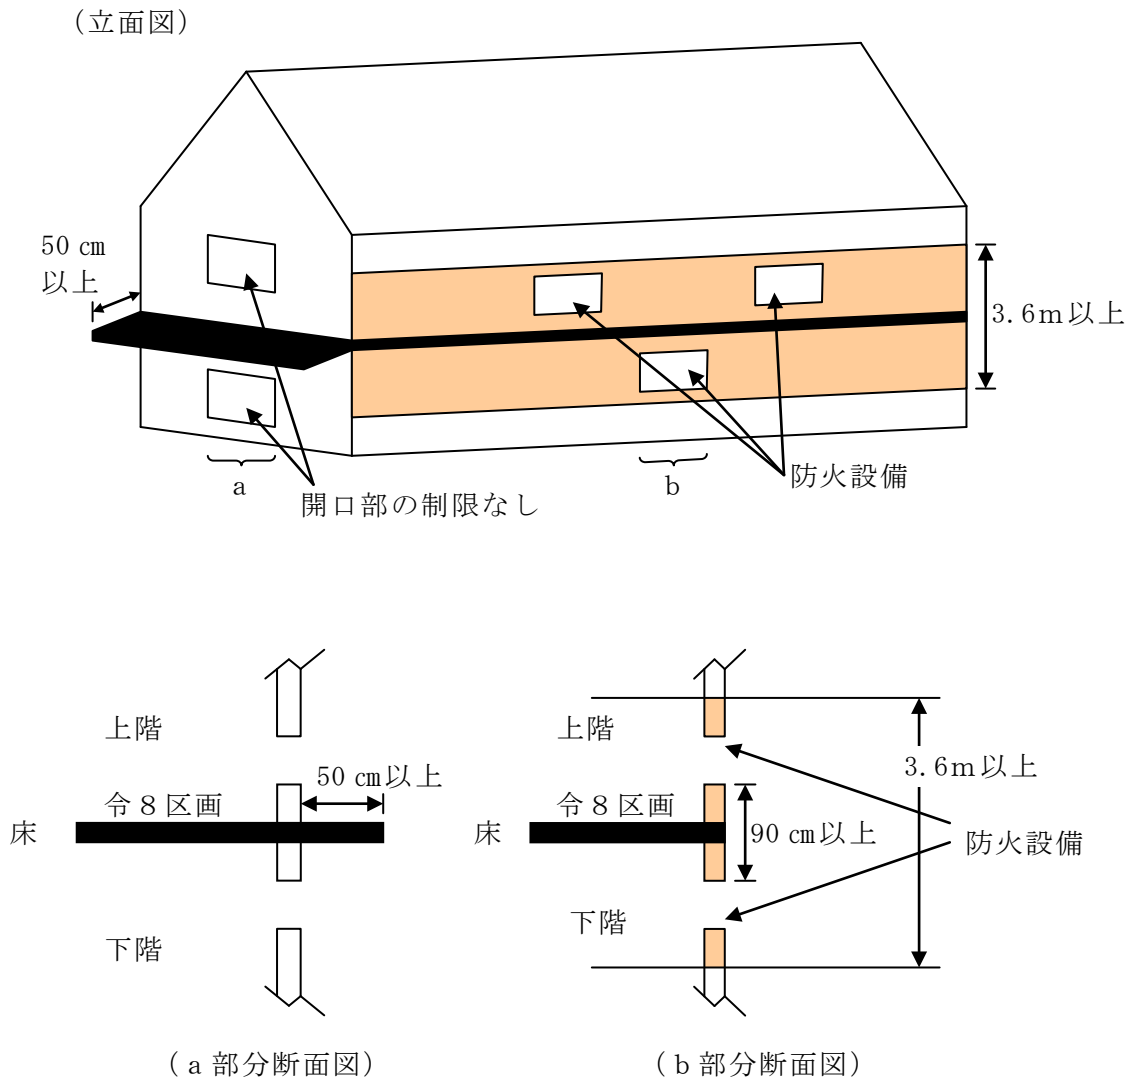 （立面図）
50 ㎝
以上
3.6ｍ以上
a
b
防火設備
開口部の制限なし
上階
50 ㎝以上
令８区画
床
下階
（ａ部分断面図）
上階
3.6ｍ以上
令８区画
床
90 ㎝以上
防火設備
下階
（ｂ部分断面図）